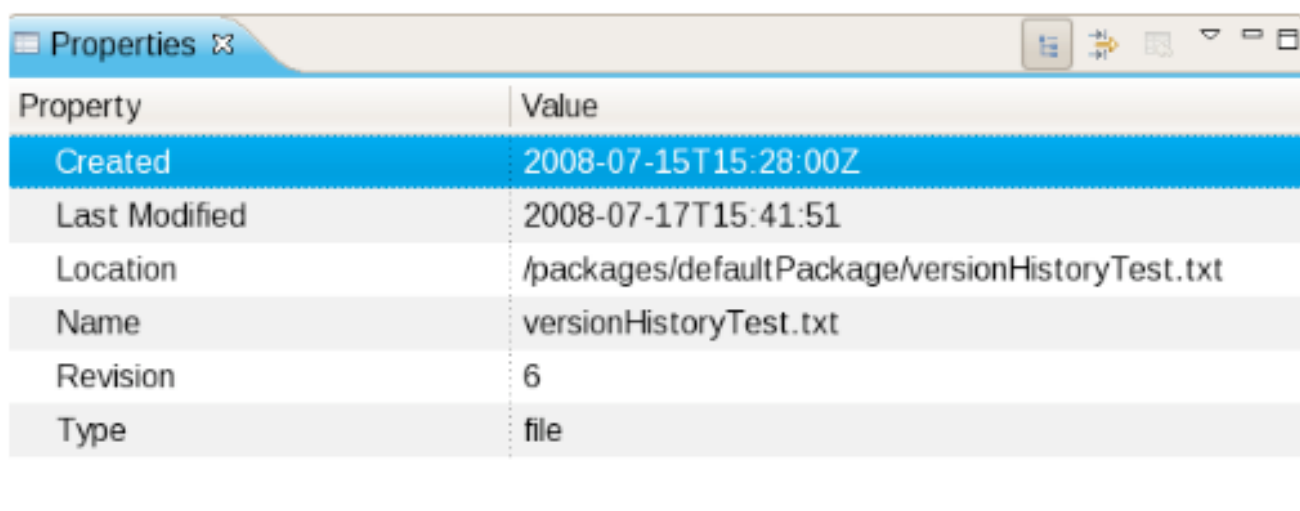 Properties
Property Value
Created 2008-07-15T15:28:00Z
Last Modified 2008-07-17T15:41:51
Location /packages/defaultPackage/versionHistoryTest.txt
Name versionHistoryTest.txt
Revision 6
Type file